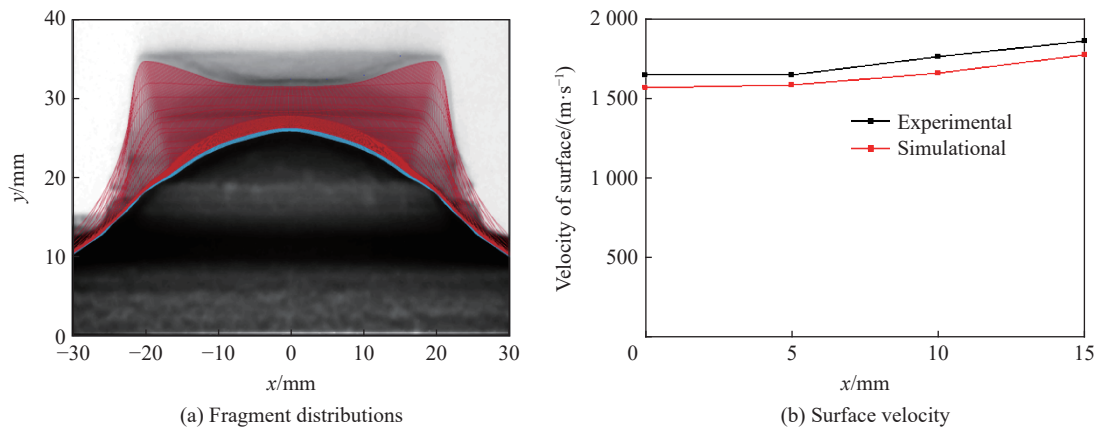 40
30
20
10
0
y/mm
−30
−20
−10
0
10
20
30
x/mm
(a) Fragment distributions
2 000
1 500
1 000
500
0
Velocity of surface/(m·s⁻¹)
Experimental
Simulational
5
10
15
x/mm
(b) Surface velocity